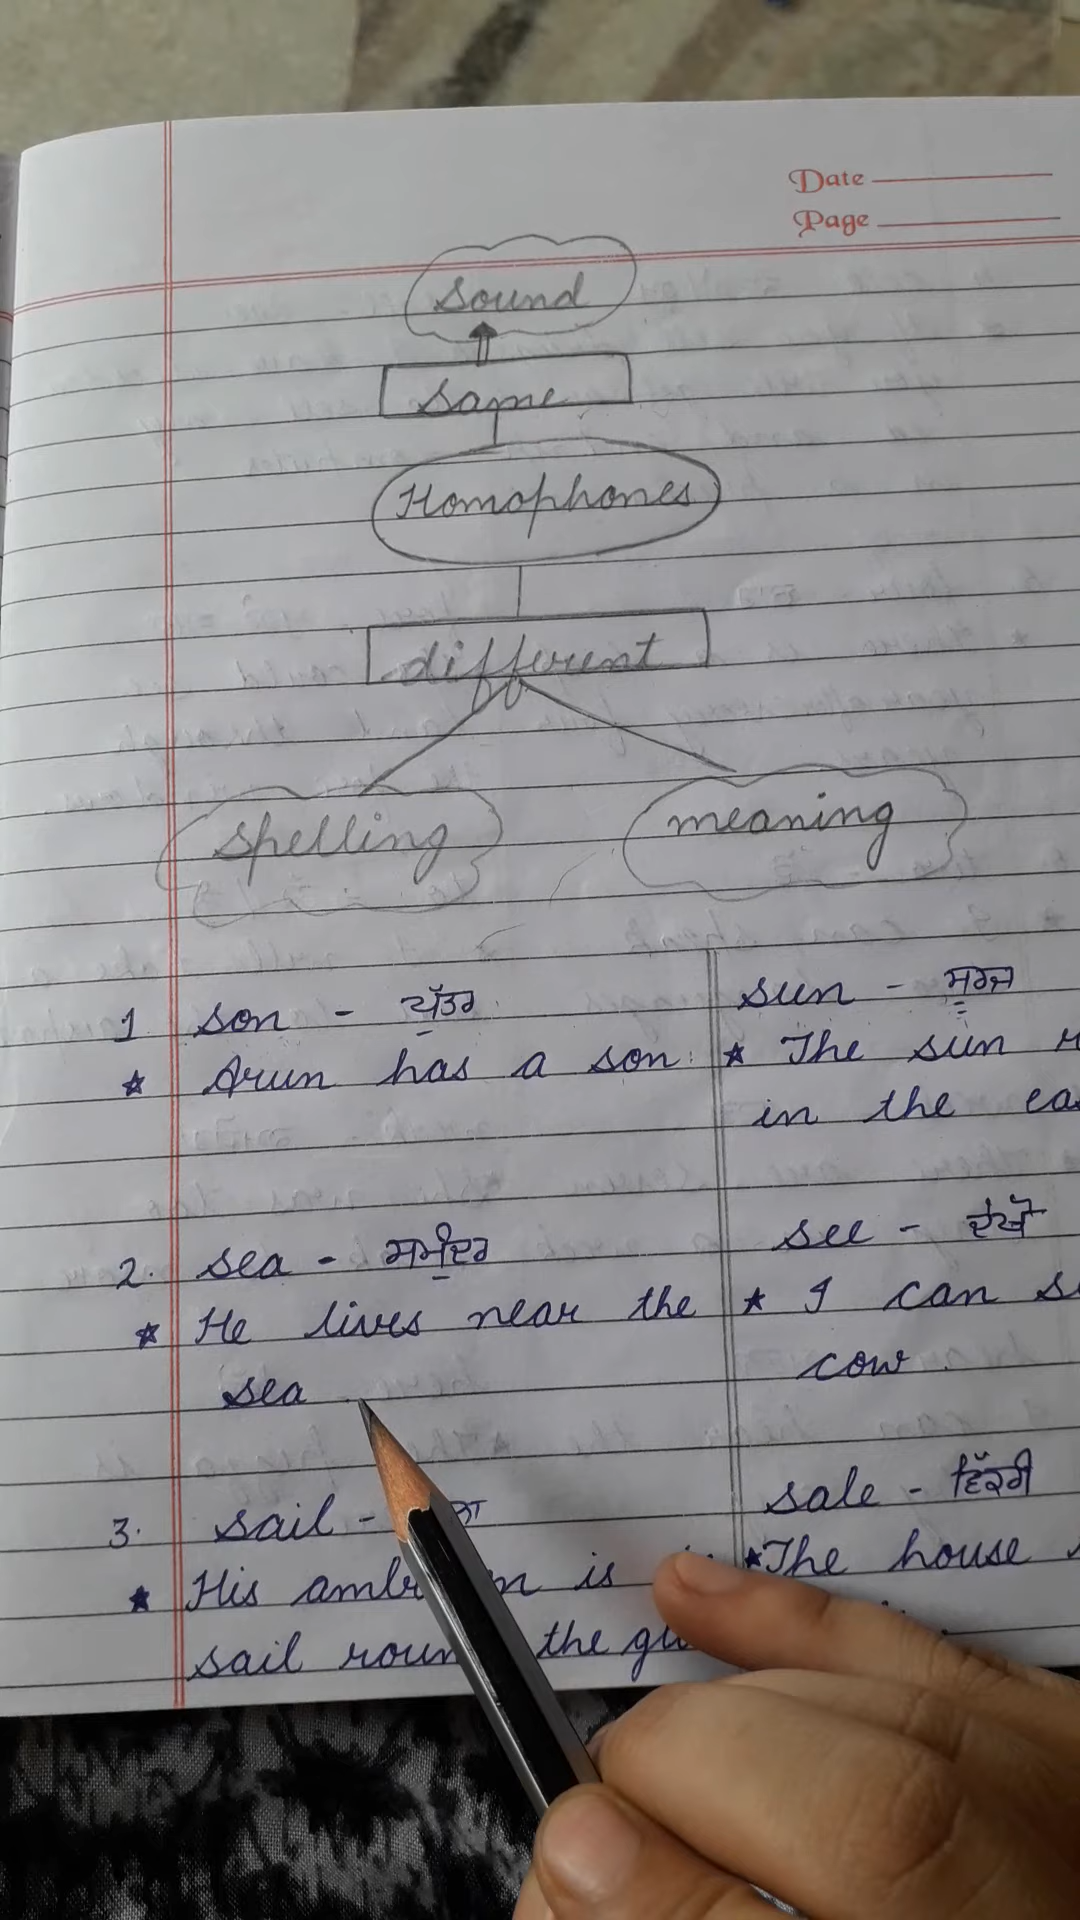 Date
Page
Sound
Same
Homophones
different
spelling meaning
1 son - ਪੁੱਤਰ
sun - ਸੂਰਜ
★ Arun has a son.
★ The sun
in the
2. sea - ਸਮੁੰਦਰ
see - ਦੇਖੋ
★ He lives near the
sea
★ I can
cow.
3. sail -
sale - ਵਿੱਕਰੀ
★ His is
sail the
★ The house